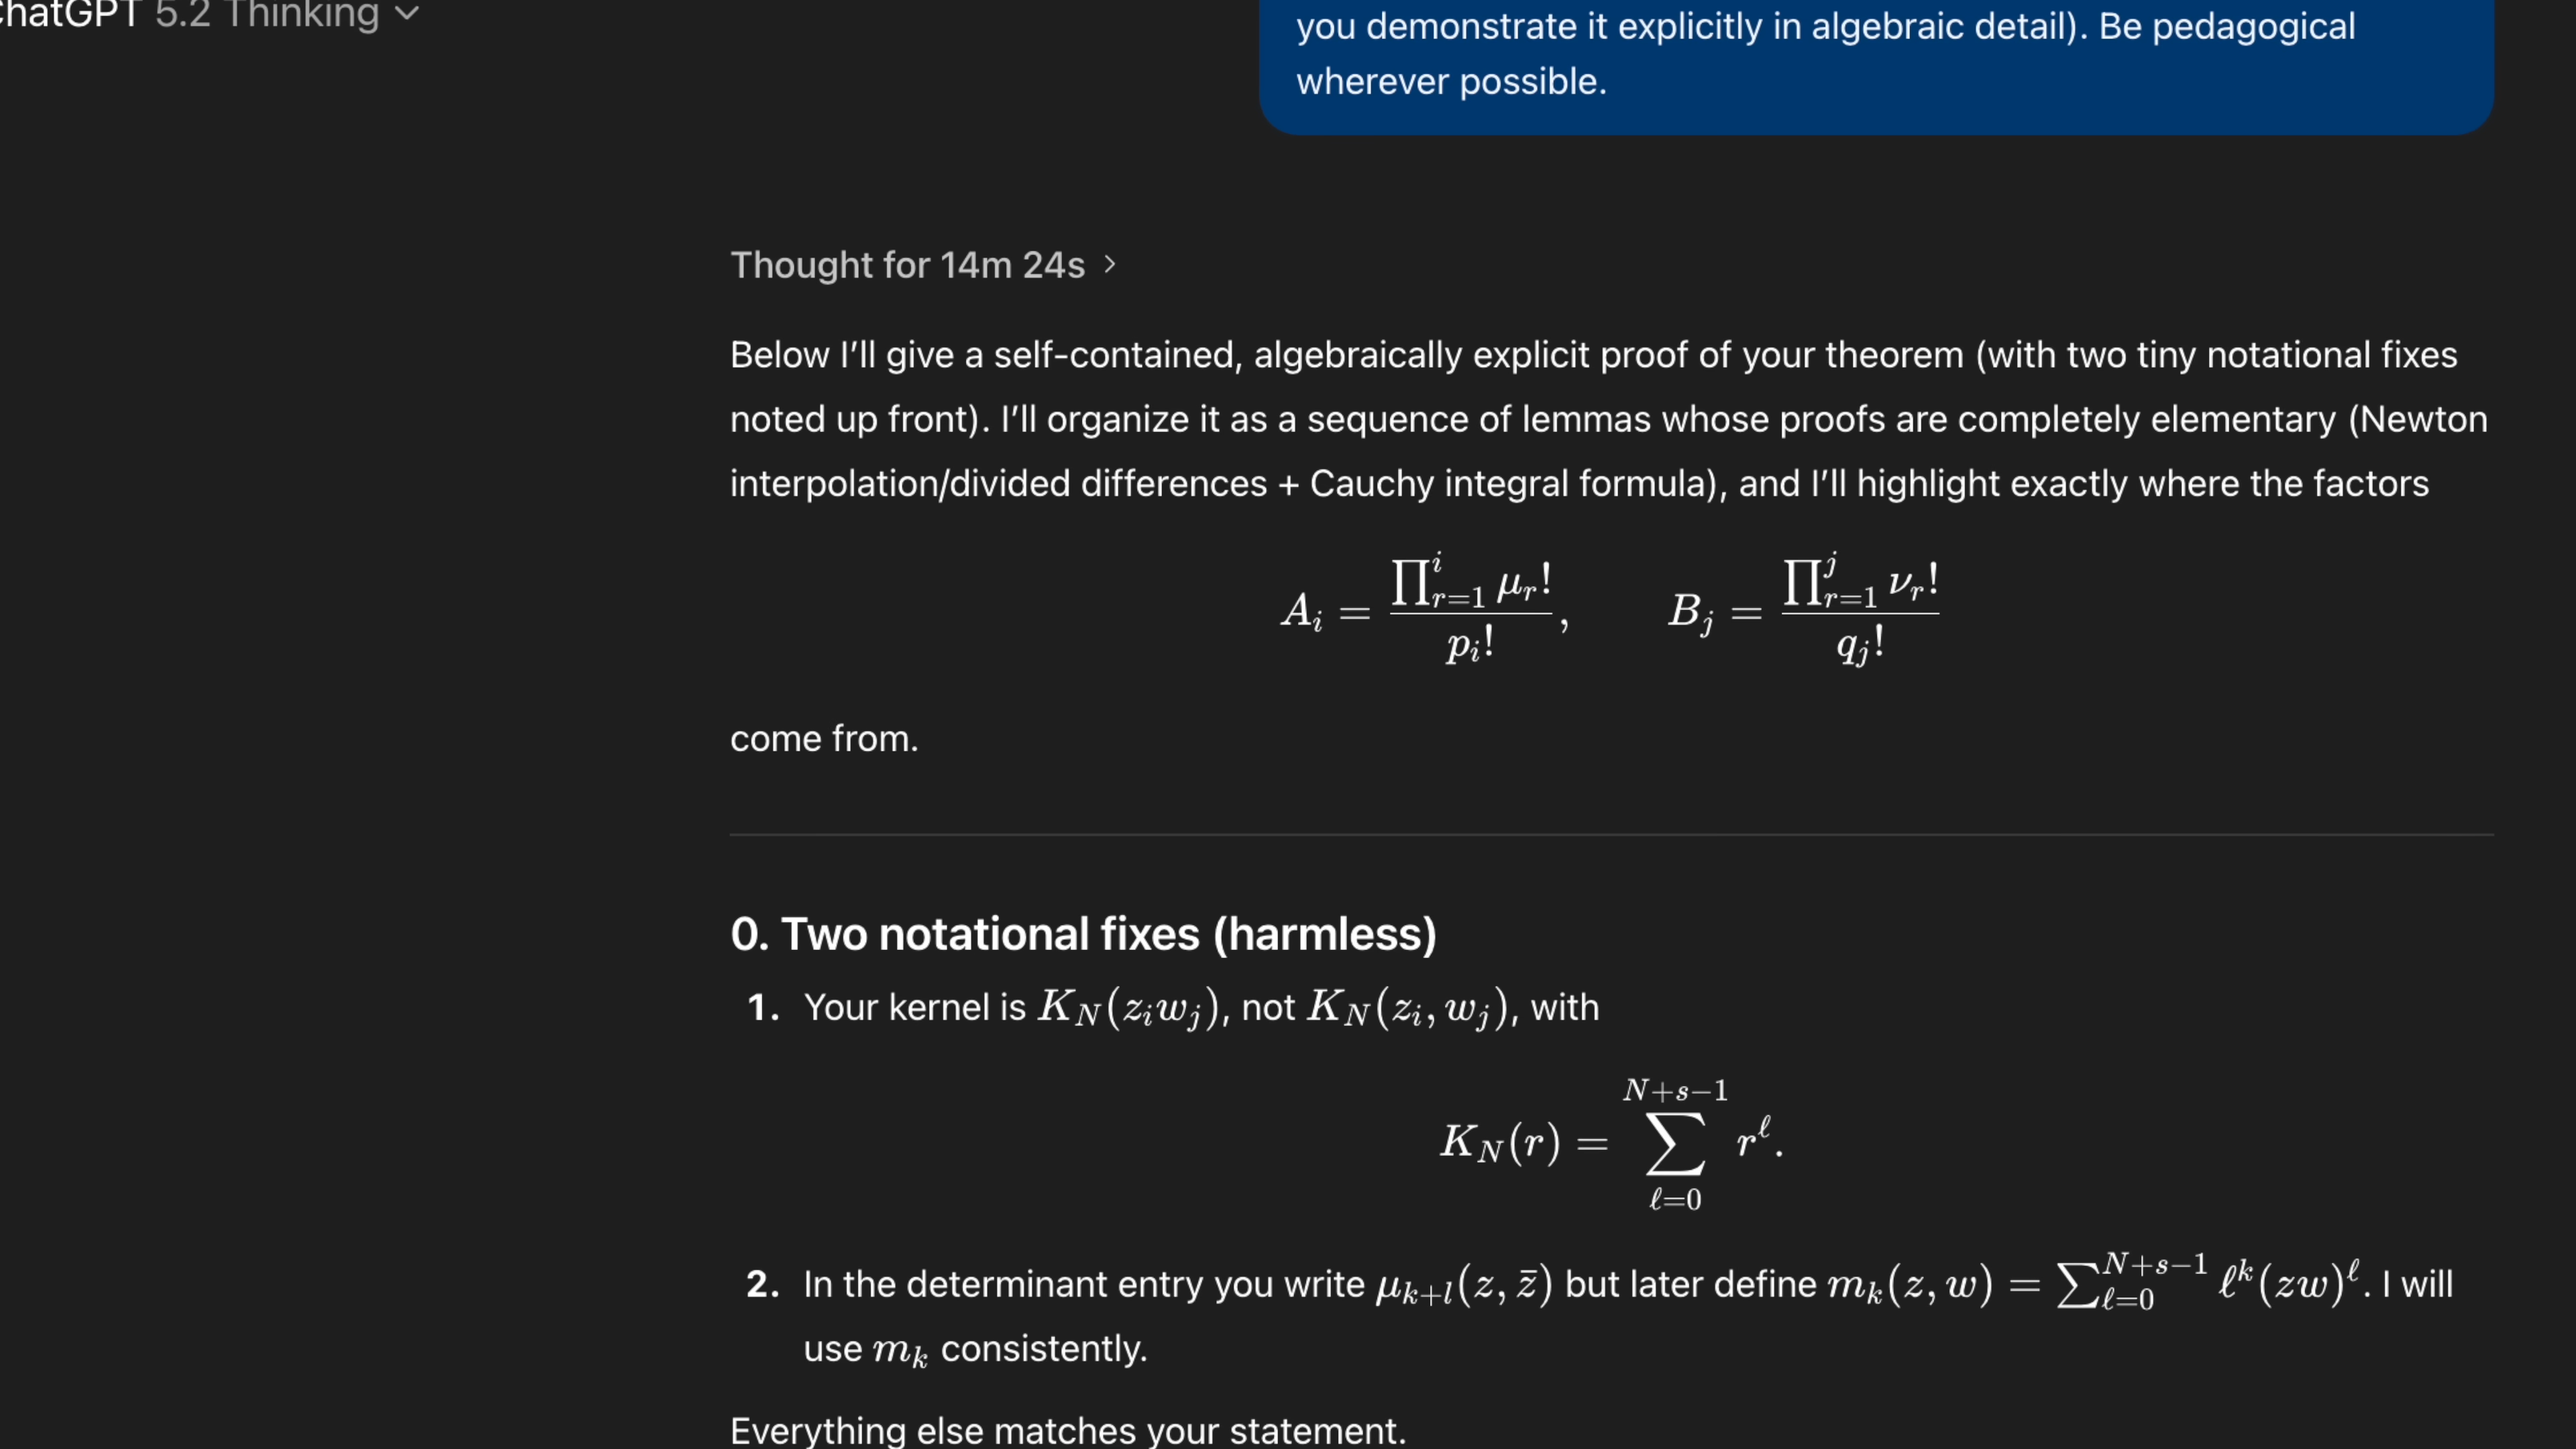 ChatGPT 5.2 Thinking
you demonstrate it explicitly in algebraic detail). Be pedagogical
wherever possible.
Thought for 14m 24s >
Below I’ll give a self-contained, algebraically explicit proof of your theorem (with two tiny notational fixes
noted up front). I’ll organize it as a sequence of lemmas whose proofs are completely elementary (Newton
interpolation/divided differences + Cauchy integral formula), and I’ll highlight exactly where the factors
$A_i = \frac{\prod_{r=1}^{i} \mu_r!}{p_i!}, \qquad B_j = \frac{\prod_{r=1}^{j} \nu_r!}{q_j!}$
come from.
0. Two notational fixes (harmless)
1. Your kernel is $K_N(z_i w_j)$, not $K_N(z_i, w_j)$, with
$K_N(r) = \sum_{\ell=0}^{N+s-1} r^\ell.$
2. In the determinant entry you write $\mu_{k+l}(z, \bar{z})$ but later define $m_k(z, w) = \sum_{\ell=0}^{N+s-1} \ell^k (zw)^\ell$. I will
use $m_k$ consistently.
Everything else matches your statement.